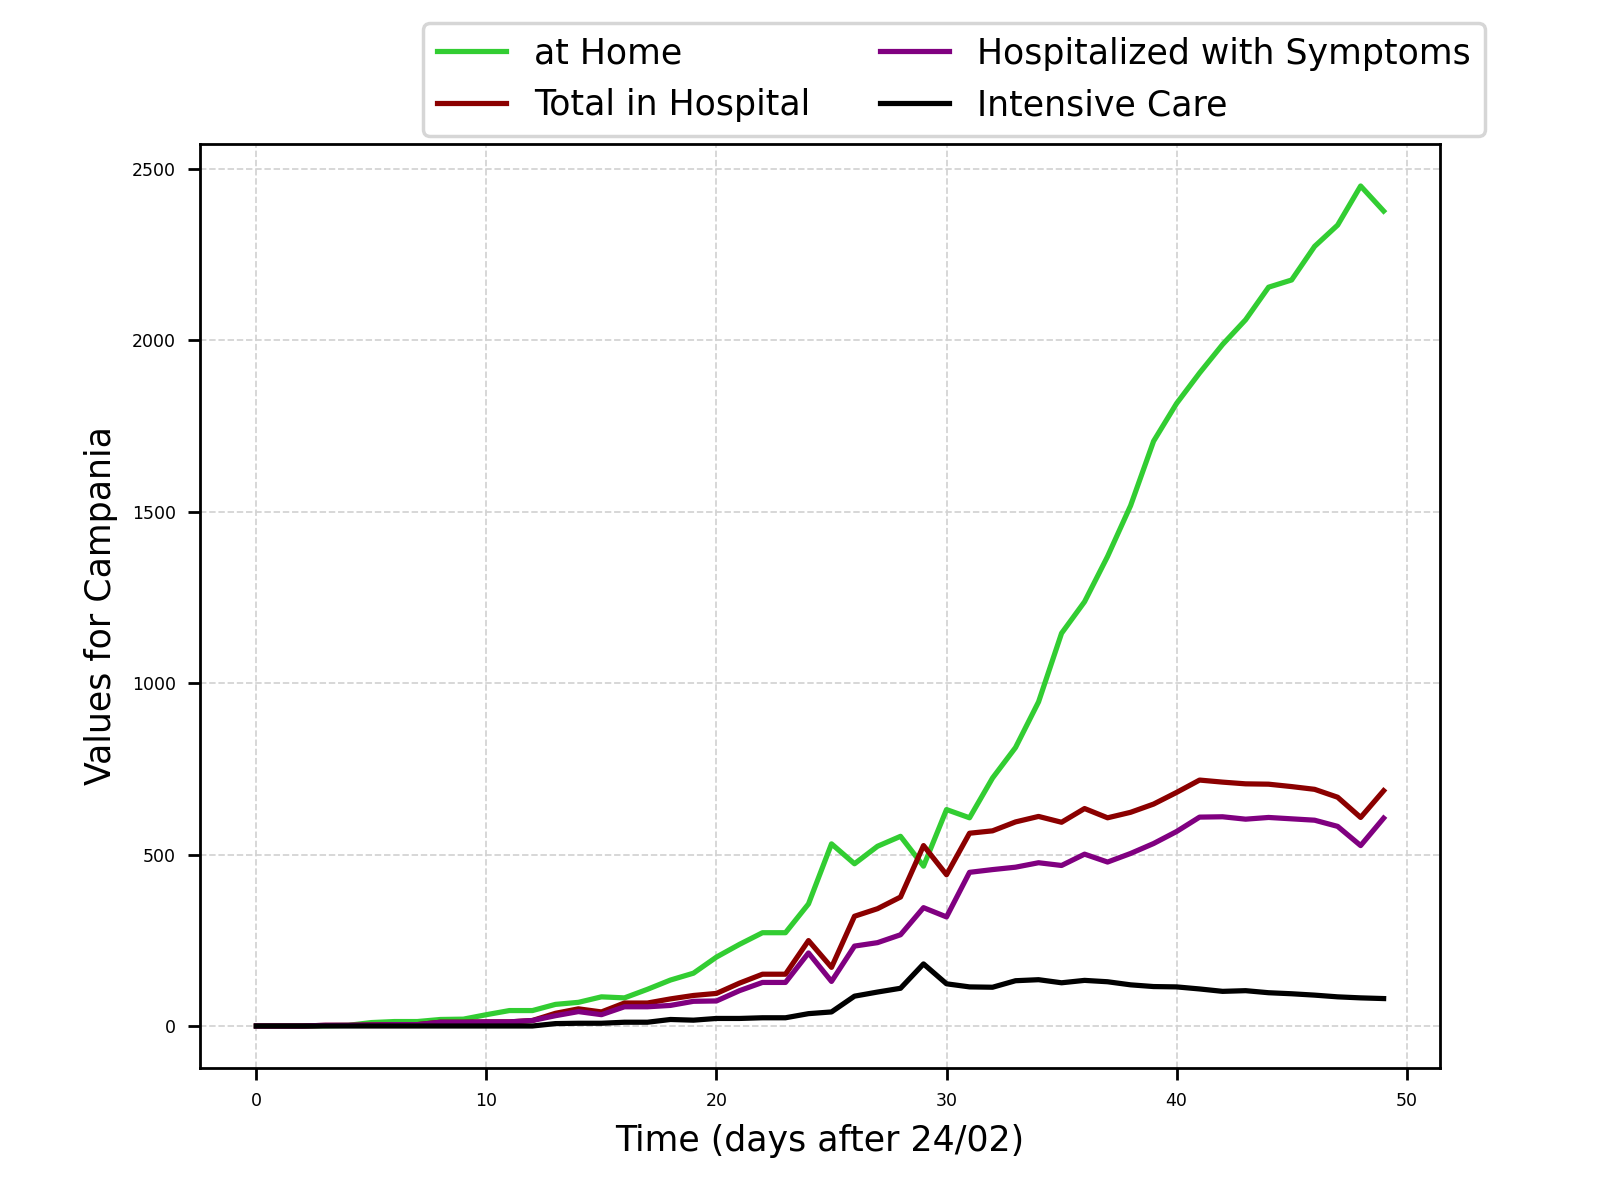 at Home
Total in Hospital
Hospitalized with Symptoms
Intensive Care
2500
2000
1500
1000
500
0
Values for Campania
0 10 20 30 40 50
Time (days after 24/02)